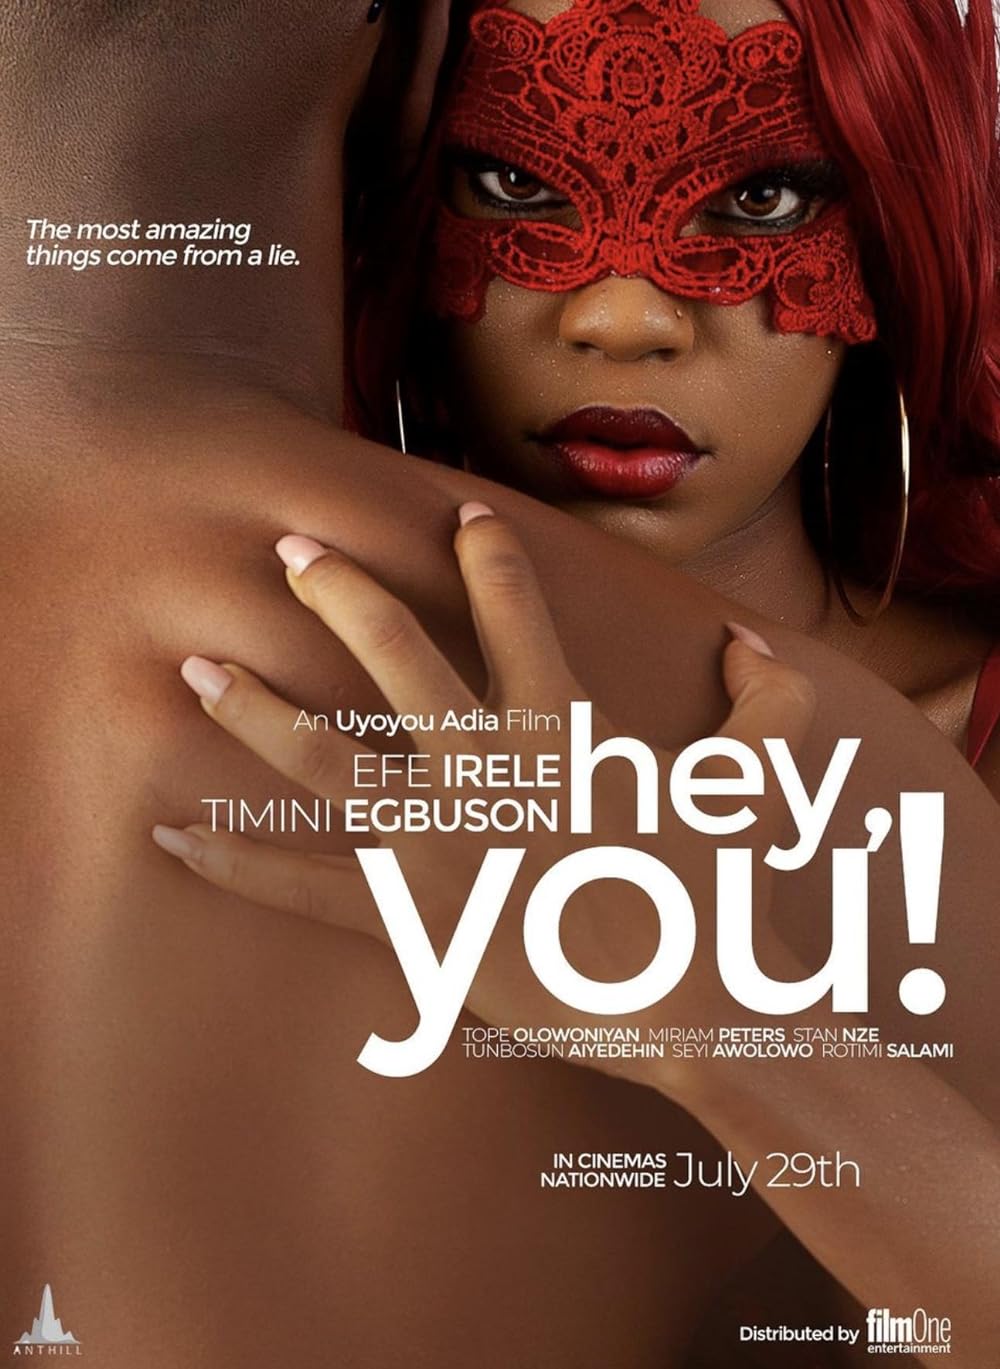 The most amazing
things come from a lie.
An Uyoyou Adia Film
EFE IRELE
TIMINI EGBUSON
hey,
you!
TOPE OLOWONIYAN MIRIAM PETERS STAN NZE
TUNBOSUN AIYEDEHIN SEYI AWOLOWO ROTIMI SALAMI
IN CINEMAS
NATIONWIDE
July 29th
ANTHILL
Distributed by
filmOne
entertainment